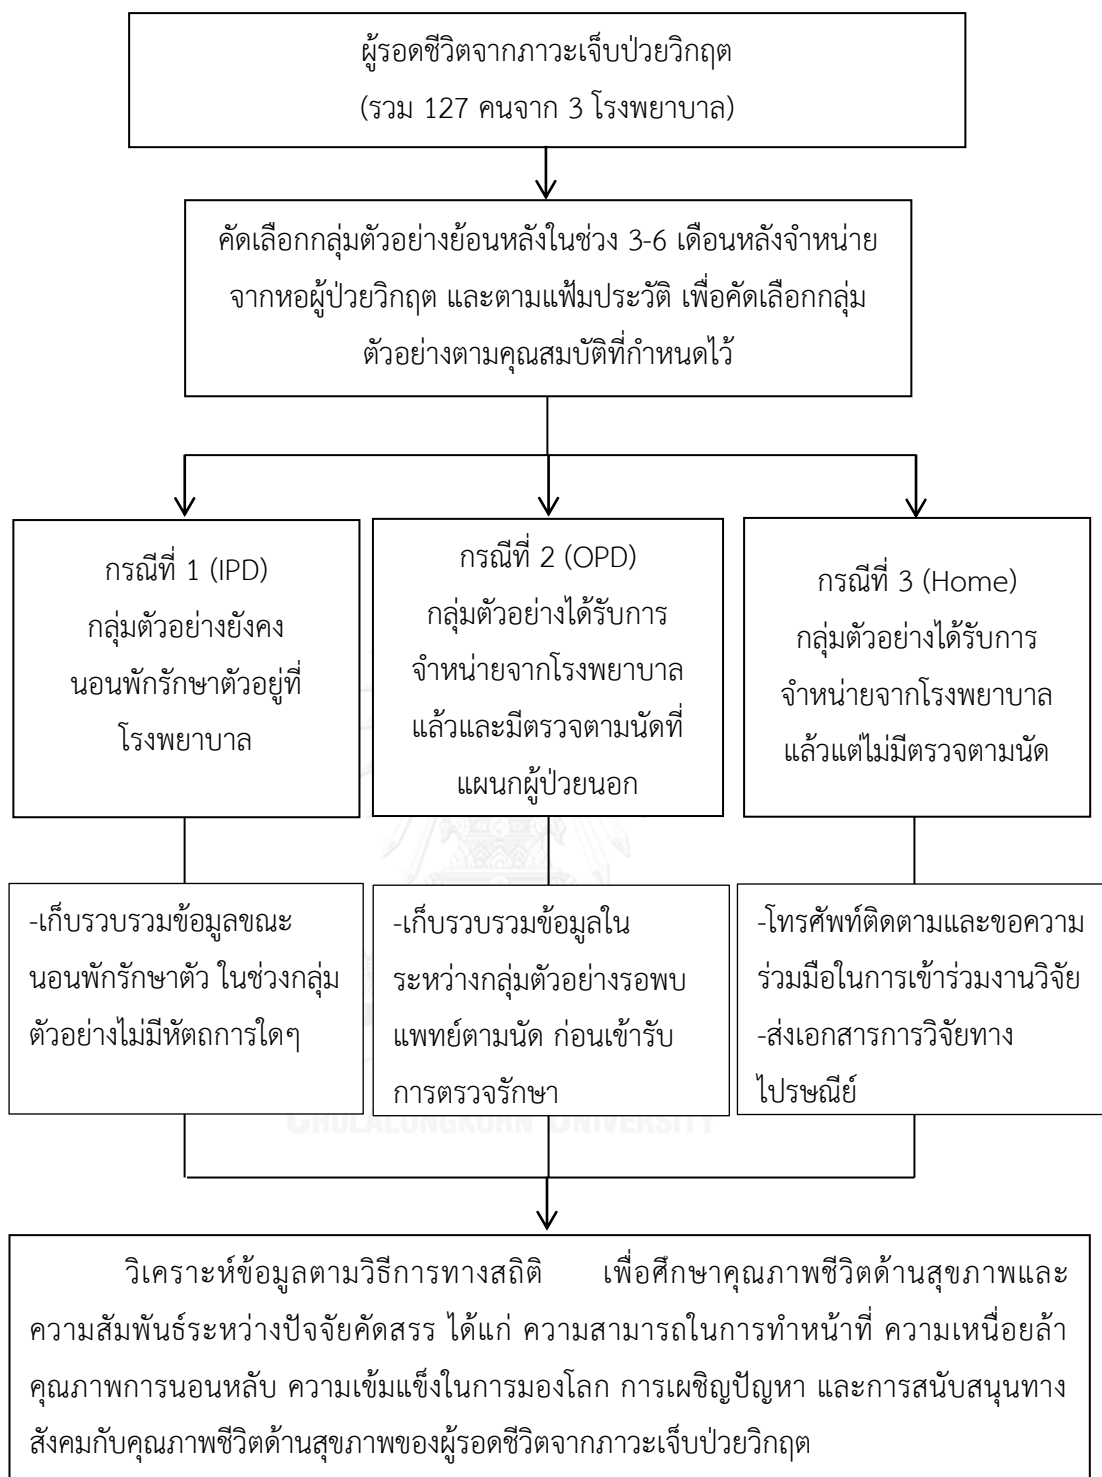 ผู้รอดชีวิตจากภาวะเจ็บป่วยวิกฤต
(รวม 127 คนจาก 3 โรงพยาบาล)
คัดเลือกกลุ่มตัวอย่างย้อนหลังในช่วง 3-6 เดือนหลังจำหน่าย
จากหอผู้ป่วยวิกฤต และตามแฟ้มประวัติ เพื่อคัดเลือกกลุ่ม
ตัวอย่างตามคุณสมบัติที่กำหนดไว้
กรณีที่ 1 (IPD)
กลุ่มตัวอย่างยังคง
นอนพักรักษาตัวอยู่ที่
โรงพยาบาล
กรณีที่ 2 (OPD)
กลุ่มตัวอย่างได้รับการ
จำหน่ายจากโรงพยาบาล
แล้วและมีตรวจตามนัดที่
แผนกผู้ป่วยนอก
กรณีที่ 3 (Home)
กลุ่มตัวอย่างได้รับการ
จำหน่ายจากโรงพยาบาล
แล้วแต่ไม่มีตรวจตามนัด
-เก็บรวบรวมข้อมูลขณะ
นอนพักรักษาตัว ในช่วงกลุ่ม
ตัวอย่างไม่มีหัตถการใดๆ
-เก็บรวบรวมข้อมูลใน
ระหว่างกลุ่มตัวอย่างรอพบ
แพทย์ตามนัด ก่อนเข้ารับ
การตรวจรักษา
-โทรศัพท์ติดตามและขอความ
ร่วมมือในการเข้าร่วมงานวิจัย
-ส่งเอกสารการวิจัยทาง
ไปรษณีย์
CHULALONGKORN UNIVERSITY
วิเคราะห์ข้อมูลตามวิธีการทางสถิติ เพื่อศึกษาคุณภาพชีวิตด้านสุขภาพและ
ความสัมพันธ์ระหว่างปัจจัยคัดสรร ได้แก่ ความสามารถในการทำหน้าที่ ความเหนื่อยล้า
คุณภาพการนอนหลับ ความเข้มแข็งในการมองโลก การเผชิญปัญหา และการสนับสนุนทาง
สังคมกับคุณภาพชีวิตด้านสุขภาพของผู้รอดชีวิตจากภาวะเจ็บป่วยวิกฤต